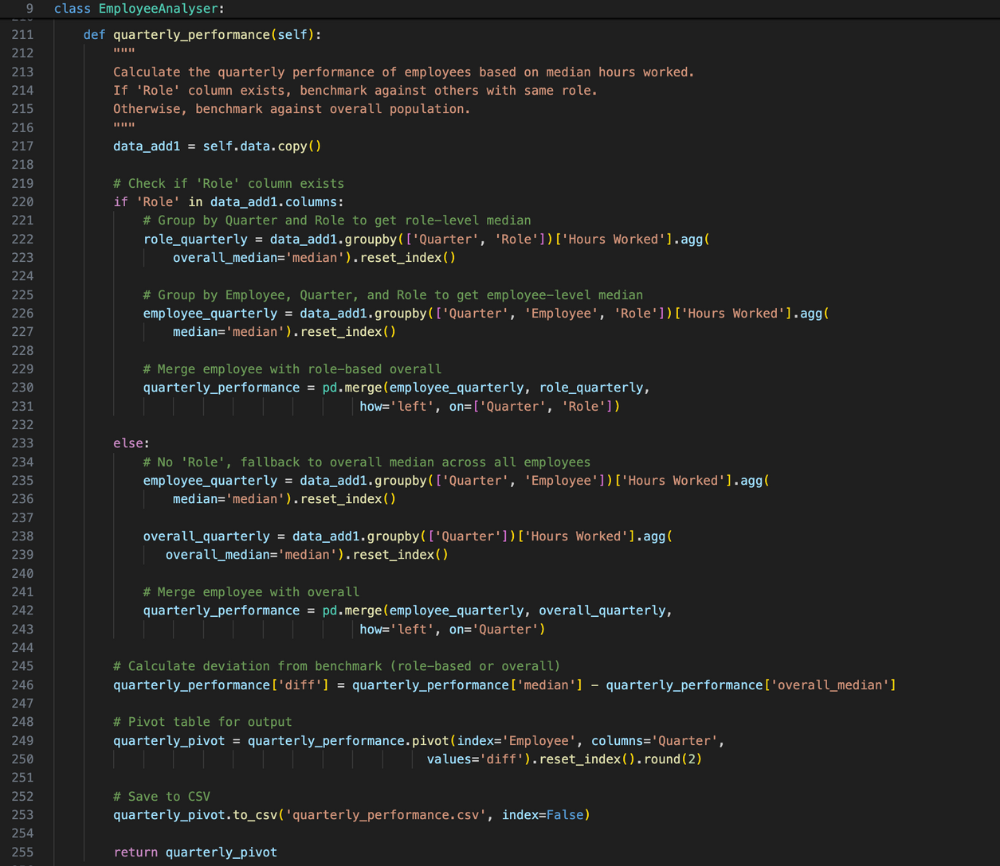 9 class EmployeeAnalyser:
211 def quarterly_performance(self):
212 """
213 Calculate the quarterly performance of employees based on median hours worked.
214 If 'Role' column exists, benchmark against others with same role.
215 Otherwise, benchmark against overall population.
216 """
217 data_add1 = self.data.copy()
218
219 # Check if 'Role' column exists
220 if 'Role' in data_add1.columns:
221 # Group by Quarter and Role to get role-level median
222 role_quarterly = data_add1.groupby(['Quarter', 'Role'])['Hours Worked'].agg(
223 overall_median='median').reset_index()
224
225 # Group by Employee, Quarter, and Role to get employee-level median
226 employee_quarterly = data_add1.groupby(['Quarter', 'Employee', 'Role'])['Hours Worked'].agg(
227 median='median').reset_index()
228
229 # Merge employee with role-based overall
230 quarterly_performance = pd.merge(employee_quarterly, role_quarterly,
231 how='left', on=['Quarter', 'Role'])
232
233 else:
234 # No 'Role', fallback to overall median across all employees
235 employee_quarterly = data_add1.groupby(['Quarter', 'Employee'])['Hours Worked'].agg(
236 median='median').reset_index()
237
238 overall_quarterly = data_add1.groupby(['Quarter'])['Hours Worked'].agg(
239 overall_median='median').reset_index()
240
241 # Merge employee with overall
242 quarterly_performance = pd.merge(employee_quarterly, overall_quarterly,
243 how='left', on='Quarter')
244
245 # Calculate deviation from benchmark (role-based or overall)
246 quarterly_performance['diff'] = quarterly_performance['median'] - quarterly_performance['overall_median']
247
248 # Pivot table for output
249 quarterly_pivot = quarterly_performance.pivot(index='Employee', columns='Quarter',
250 values='diff').reset_index().round(2)
251
252 # Save to CSV
253 quarterly_pivot.to_csv('quarterly_performance.csv', index=False)
254
255 return quarterly_pivot